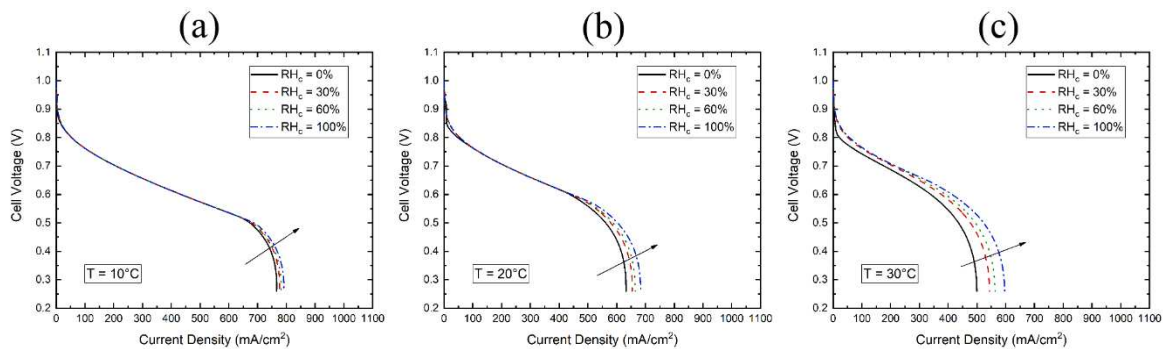 (a)
1.1
1.0
0.9
0.8
0.7
0.6
0.5
0.4
0.3
0.2
Cell Voltage (V)
RH_c = 0%
RH_c = 30%
RH_c = 60%
RH_c = 100%
T = 10°C
0 100 200 300 400 500 600 700 800 900 1000 1100
Current Density (mA/cm²)
(b)
1.1
1.0
0.9
0.8
0.7
0.6
0.5
0.4
0.3
0.2
Cell Voltage (V)
RH_c = 0%
RH_c = 30%
RH_c = 60%
RH_c = 100%
T = 20°C
0 100 200 300 400 500 600 700 800 900 1000 1100
Current Density (mA/cm²)
(c)
1.1
1.0
0.9
0.8
0.7
0.6
0.5
0.4
0.3
0.2
Cell Voltage (V)
RH_c = 0%
RH_c = 30%
RH_c = 60%
RH_c = 100%
T = 30°C
0 100 200 300 400 500 600 700 800 900 1000 1100
Current Density (mA/cm²)